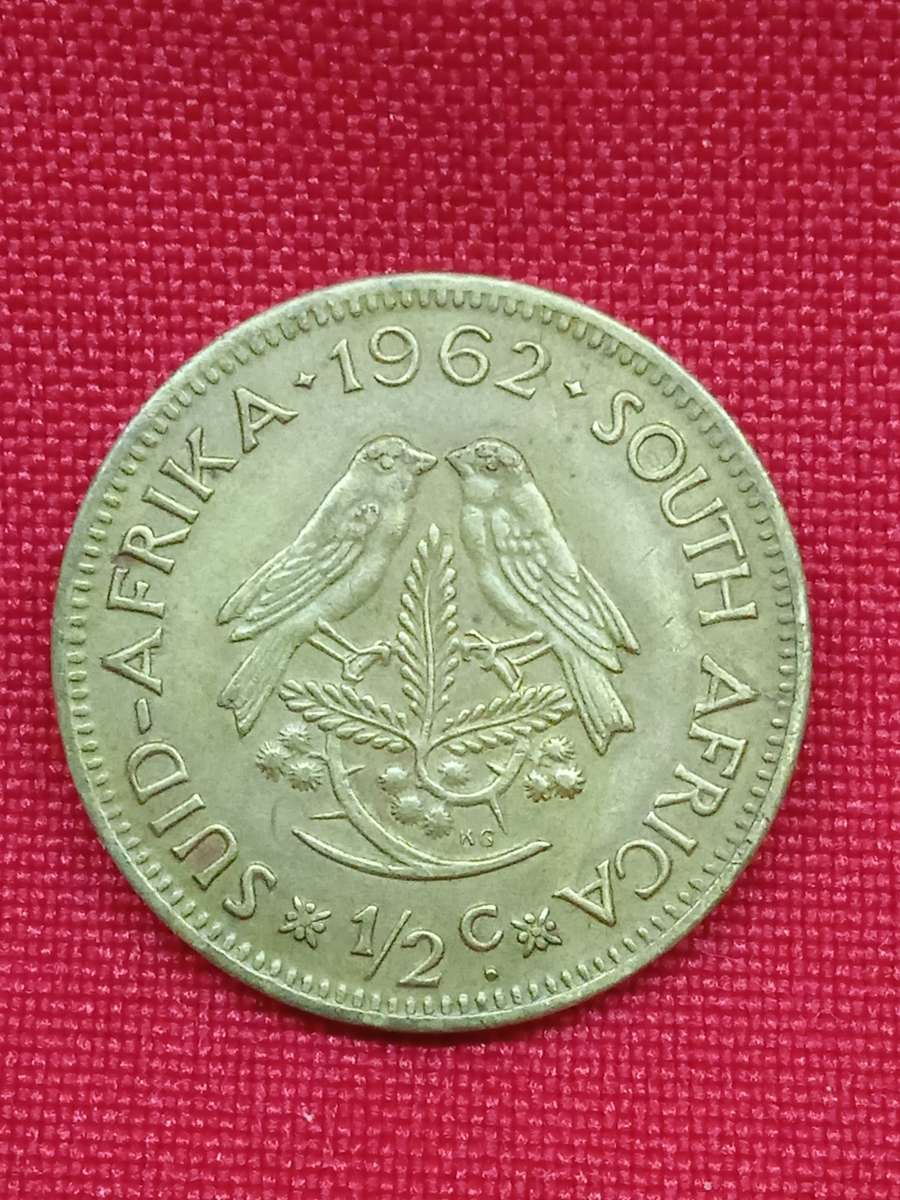 SUID-AFRIKA · 1962 · SOUTH AFRICA
KG
1/2 C.